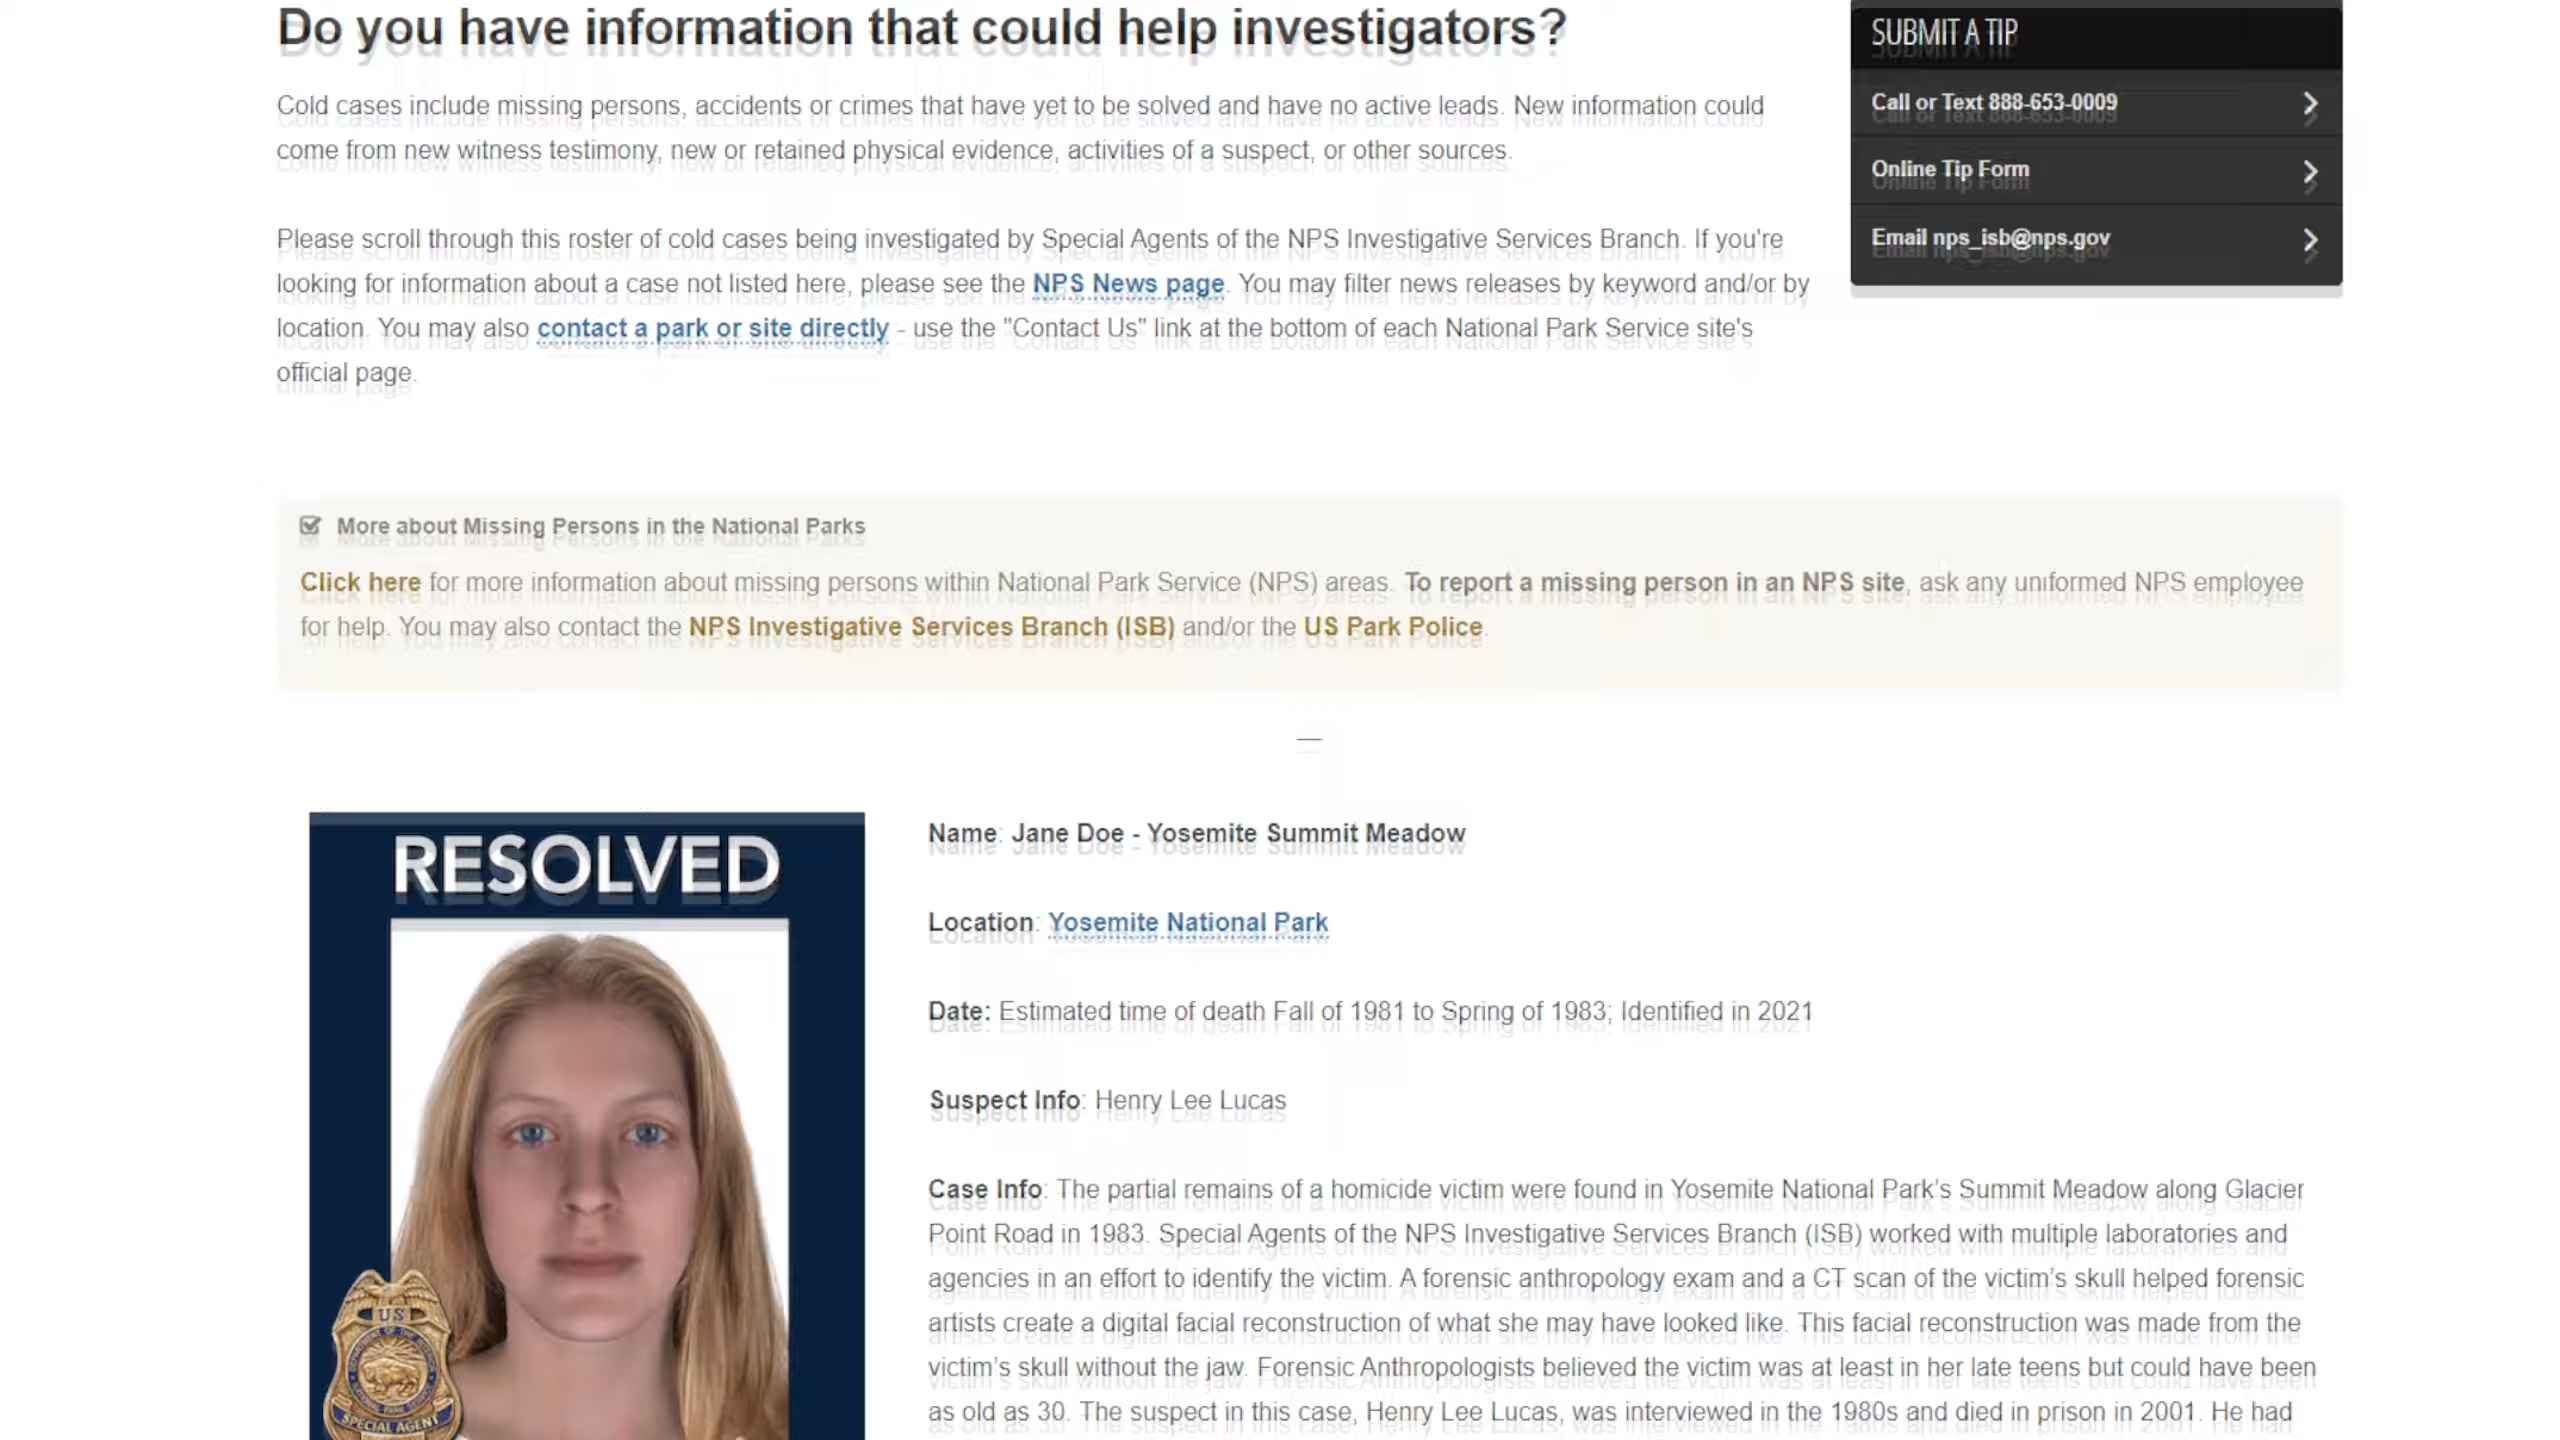 Do you have information that could help investigators?
Cold cases include missing persons, accidents or crimes that have yet to be solved and have no active leads. New information could
come from new witness testimony, new or retained physical evidence, activities of a suspect, or other sources.
Please scroll through this roster of cold cases being investigated by Special Agents of the NPS Investigative Services Branch. If you're
looking for information about a case not listed here, please see the NPS News page. You may filter news releases by keyword and/or by
location. You may also contact a park or site directly - use the "Contact Us" link at the bottom of each National Park Service site's
official page.
SUBMIT A TIP
Call or Text 888-653-0009
Online Tip Form
Email nps_isb@nps.gov
More about Missing Persons in the National Parks
Click here for more information about missing persons within National Park Service (NPS) areas. To report a missing person in an NPS site, ask any uniformed NPS employee
for help. You may also contact the NPS Investigative Services Branch (ISB) and/or the US Park Police.
RESOLVED
US
SPECIAL AGENT
Name: Jane Doe - Yosemite Summit Meadow
Location: Yosemite National Park
Date: Estimated time of death Fall of 1981 to Spring of 1983; Identified in 2021
Suspect Info: Henry Lee Lucas
Case Info: The partial remains of a homicide victim were found in Yosemite National Park's Summit Meadow along Glacier
Point Road in 1983. Special Agents of the NPS Investigative Services Branch (ISB) worked with multiple laboratories and
agencies in an effort to identify the victim. A forensic anthropology exam and a CT scan of the victim's skull helped forensic
artists create a digital facial reconstruction of what she may have looked like. This facial reconstruction was made from the
victim's skull without the jaw. Forensic Anthropologists believed the victim was at least in her late teens but could have been
as old as 30. The suspect in this case, Henry Lee Lucas, was interviewed in the 1980s and died in prison in 2001. He had